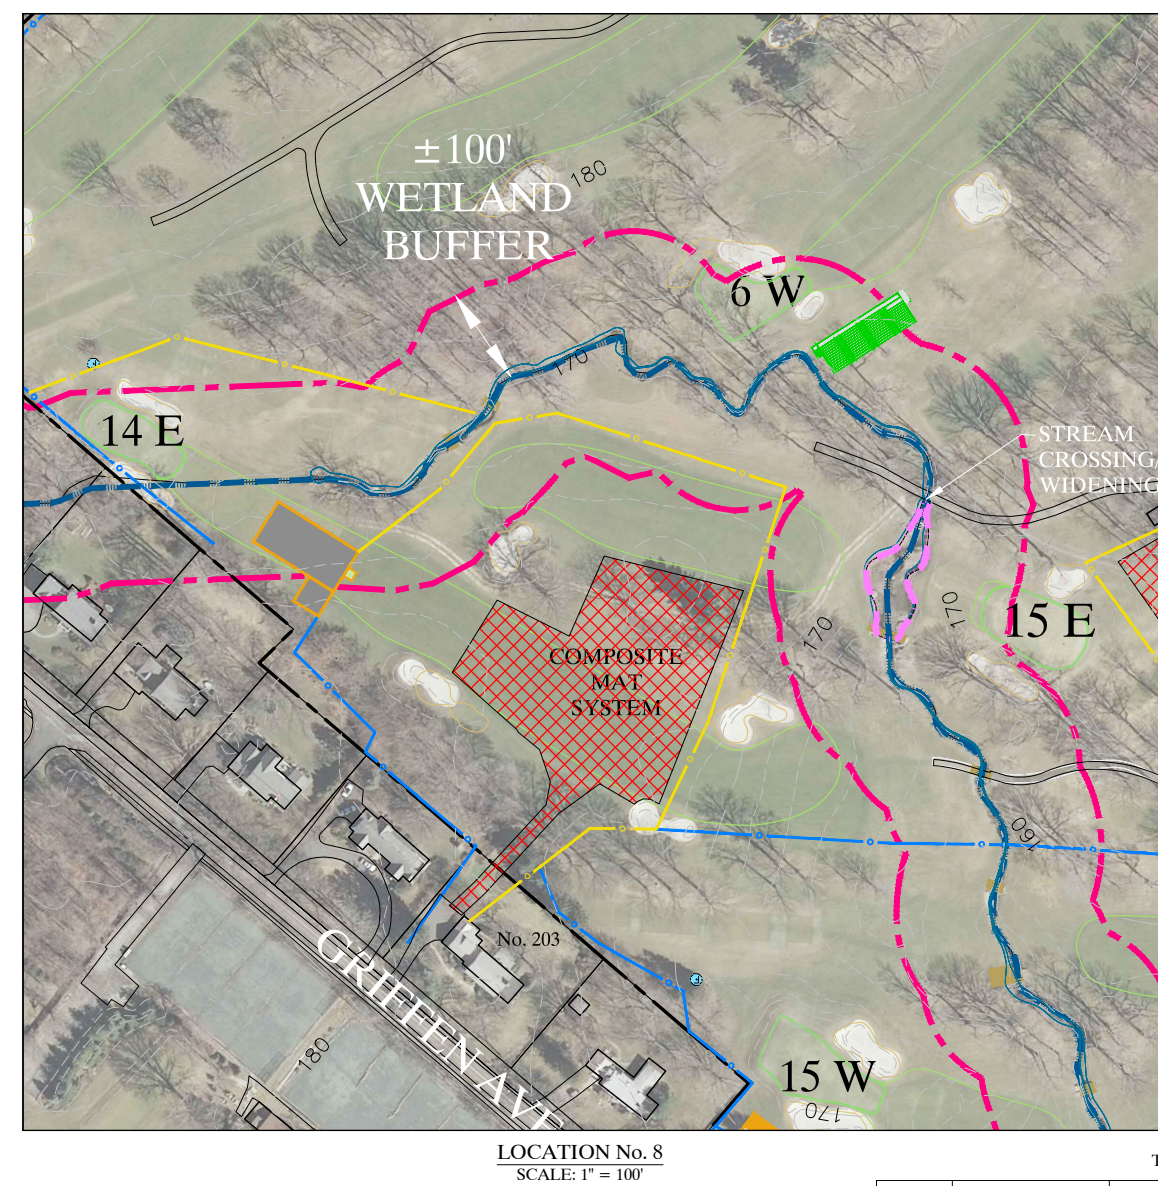 ±100'
WETLAND
BUFFER
180
6 W
170
14 E
STREAM
CROSSING/
WIDENING
170
170
15 E
COMPOSITE
MAT
SYSTEM
160
No. 203
GRIFFEN AVE
180
15 W
170
LOCATION No. 8
SCALE: 1" = 100'
T